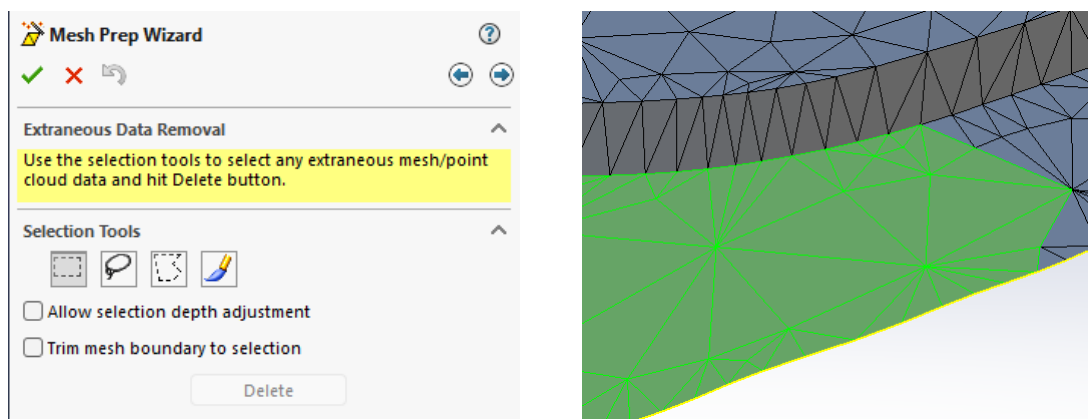 Mesh Prep Wizard
Extraneous Data Removal
Use the selection tools to select any extraneous mesh/point
cloud data and hit Delete button.
Selection Tools
Allow selection depth adjustment
Trim mesh boundary to selection
Delete